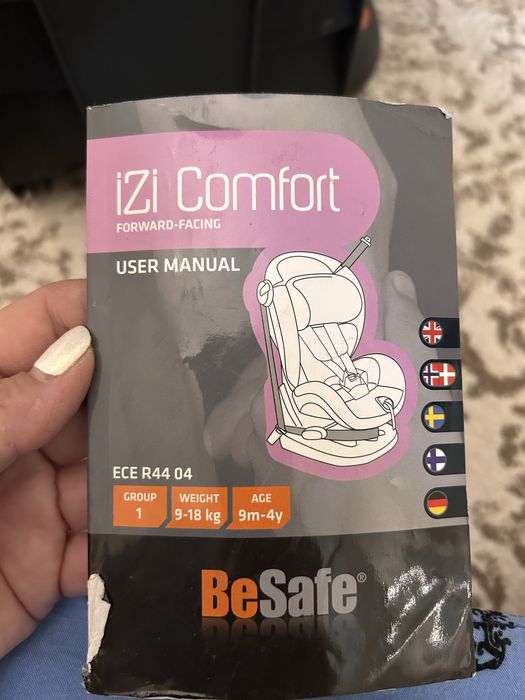 iZi Comfort
FORWARD-FACING
USER MANUAL
ECE R44 04
GROUP
1
WEIGHT
9-18 kg
AGE
9m-4y
BeSafe®